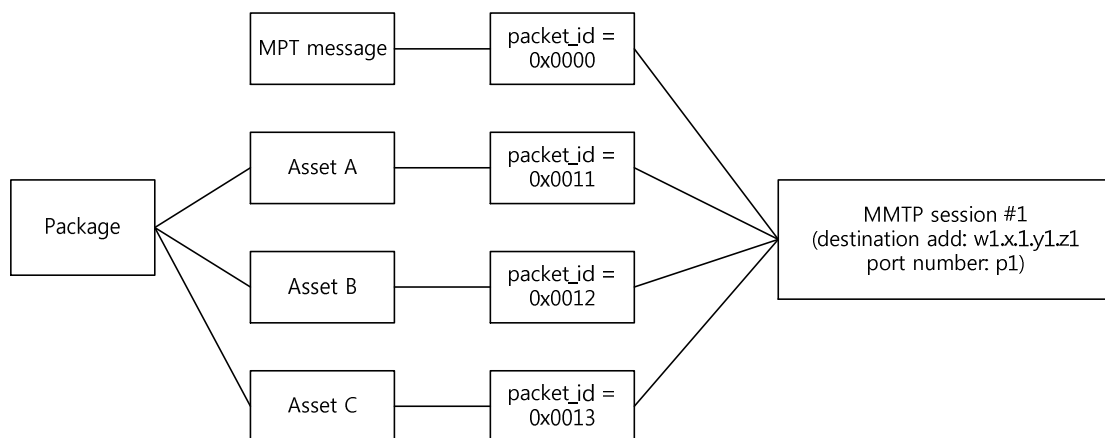 MPT message
packet_id =
0x0000
Asset A
packet_id =
0x0011
Package
MMTP session #1
(destination add: w1.x.1.y1.z1
port number: p1)
Asset B
packet_id =
0x0012
Asset C
packet_id =
0x0013